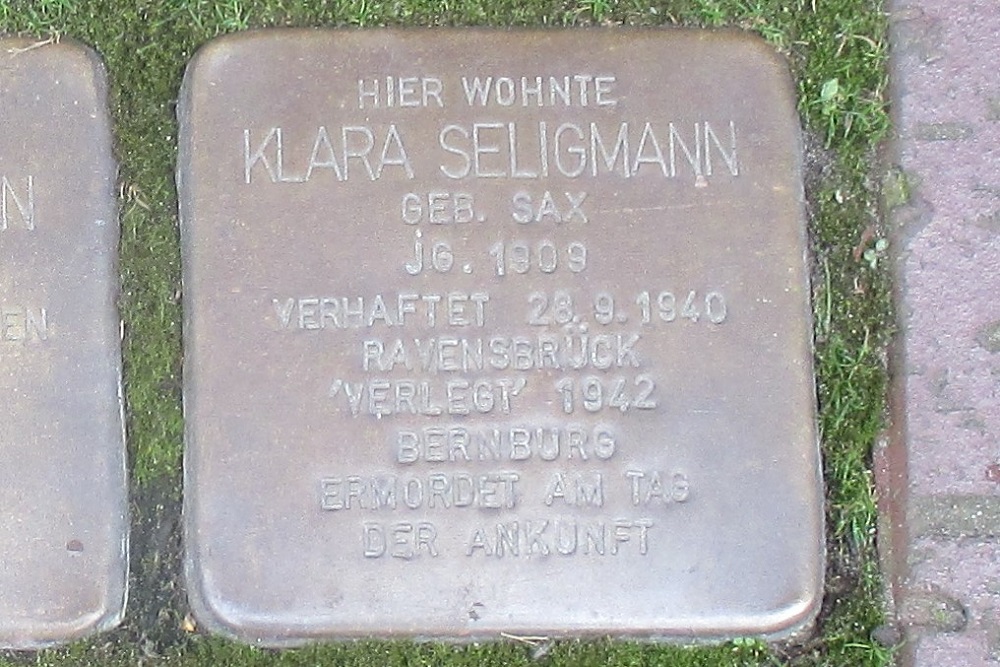 HIER WOHNTE
KLARA SELIGMANN
GEB. SAX
JG. 1909
VERHAFTET 28.9.1940
RAVENSBRÜCK
'VERLEGT' 1942
BERNBURG
ERMORDET AM TAG
DER ANKUNFT